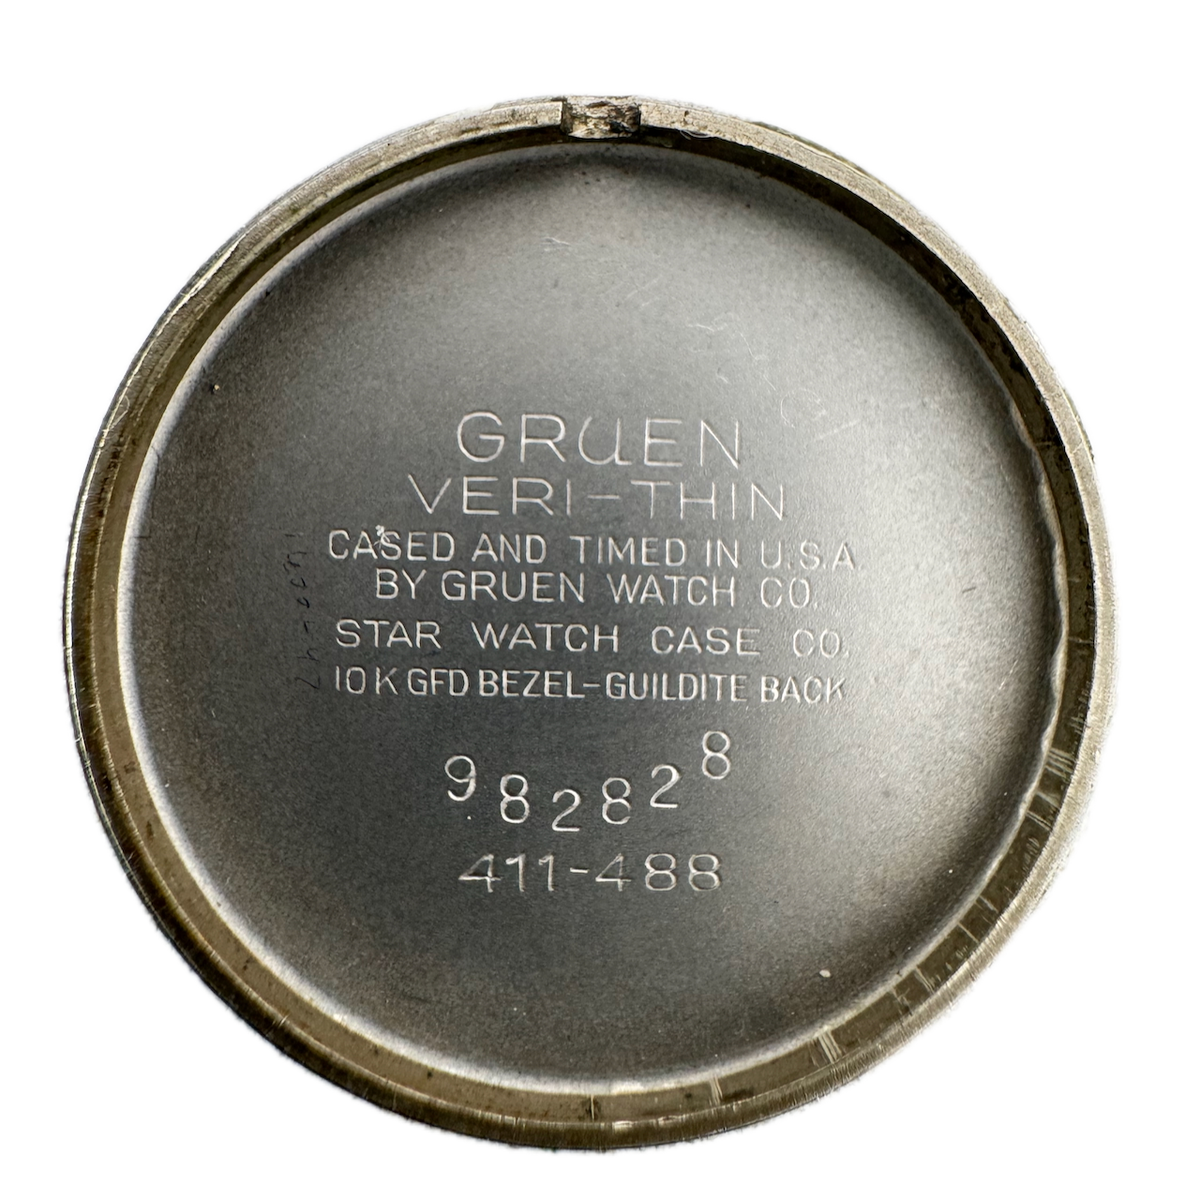 GRUEN
VERI-THIN
CASED AND TIMED IN U.S.A.
BY GRUEN WATCH CO.
STAR WATCH CASE CO.
10K GFD BEZEL-GUILDITE BACK
982828
411-488